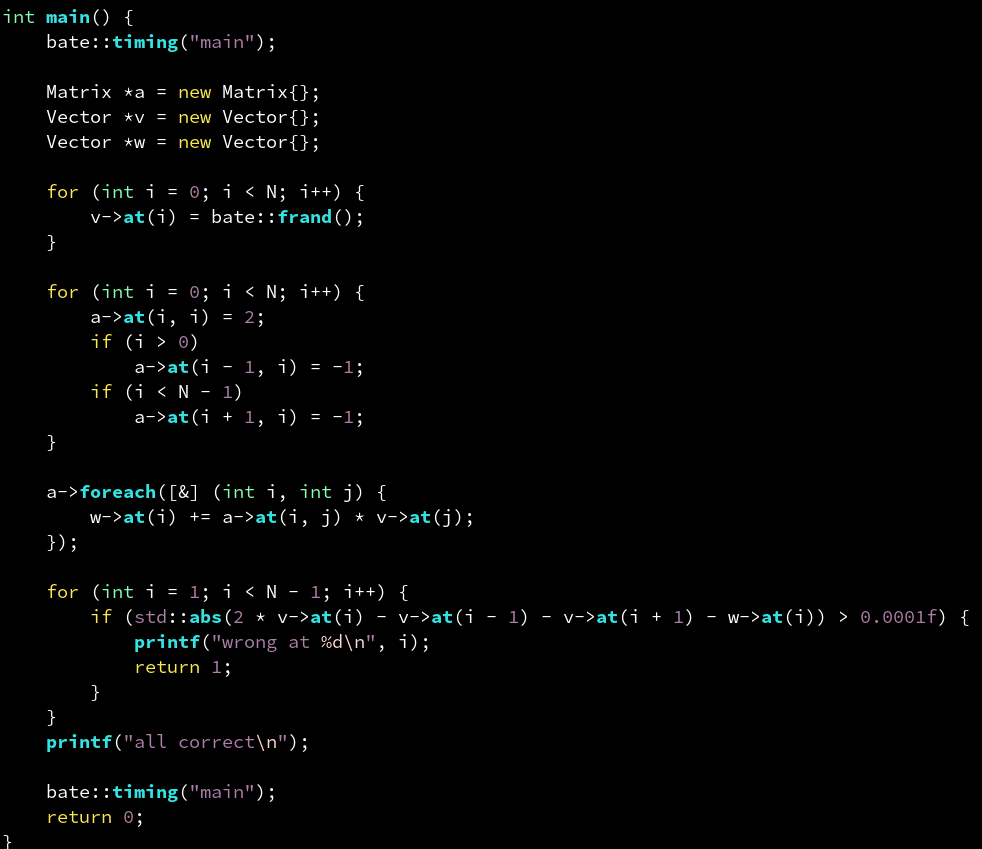 int main() {
    bate::timing("main");

    Matrix *a = new Matrix{};
    Vector *v = new Vector{};
    Vector *w = new Vector{};

    for (int i = 0; i < N; i++) {
        v->at(i) = bate::frand();
    }

    for (int i = 0; i < N; i++) {
        a->at(i, i) = 2;
        if (i > 0)
            a->at(i - 1, i) = -1;
        if (i < N - 1)
            a->at(i + 1, i) = -1;
    }

    a->foreach([&] (int i, int j) {
        w->at(i) += a->at(i, j) * v->at(j);
    });

    for (int i = 1; i < N - 1; i++) {
        if (std::abs(2 * v->at(i) - v->at(i - 1) - v->at(i + 1) - w->at(i)) > 0.0001f) {
            printf("wrong at %d\n", i);
            return 1;
        }
    }
    printf("all correct\n");

    bate::timing("main");
    return 0;
}